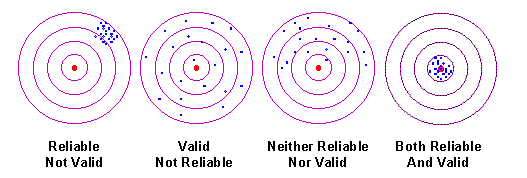 Reliable
Not Valid
Valid
Not Reliable
Neither Reliable
Nor Valid
Both Reliable
And Valid